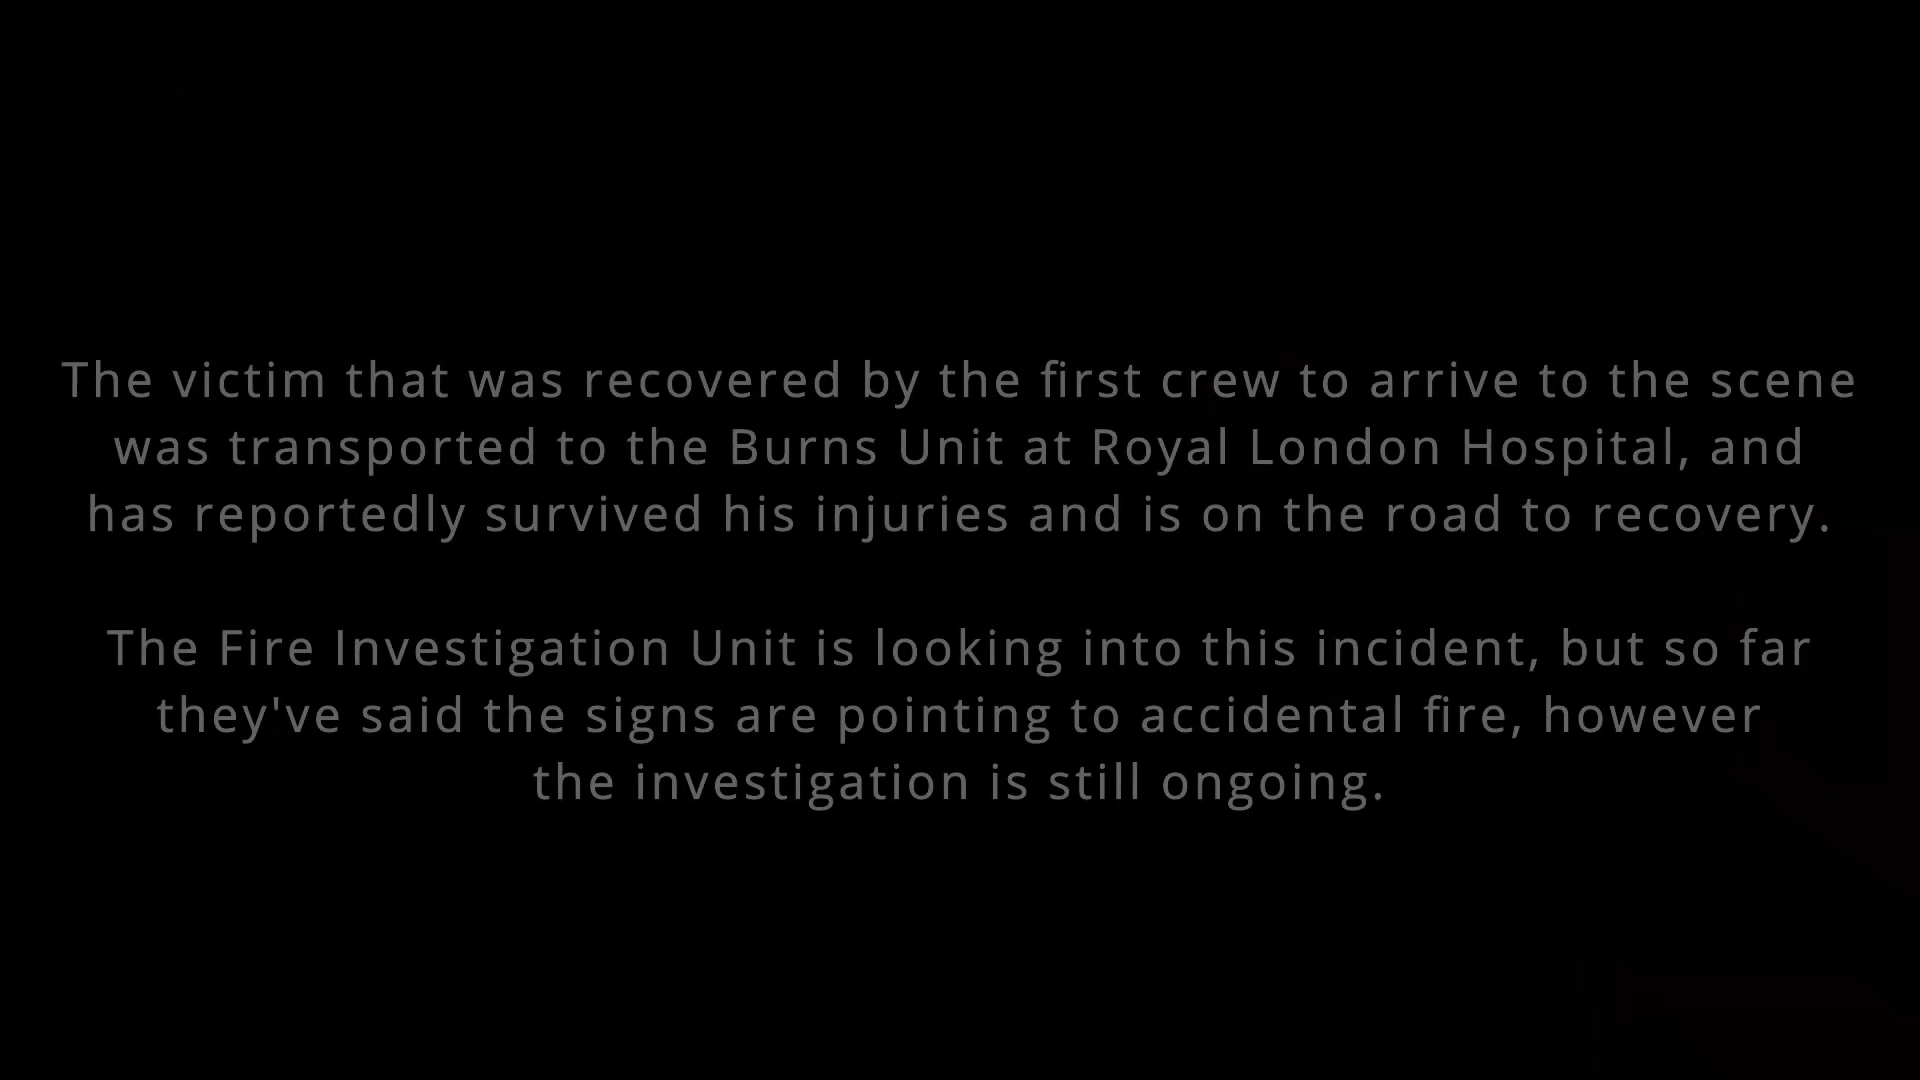 The victim that was recovered by the first crew to arrive to the scene
was transported to the Burns Unit at Royal London Hospital, and
has reportedly survived his injuries and is on the road to recovery.
The Fire Investigation Unit is looking into this incident, but so far
they've said the signs are pointing to accidental fire, however
the investigation is still ongoing.